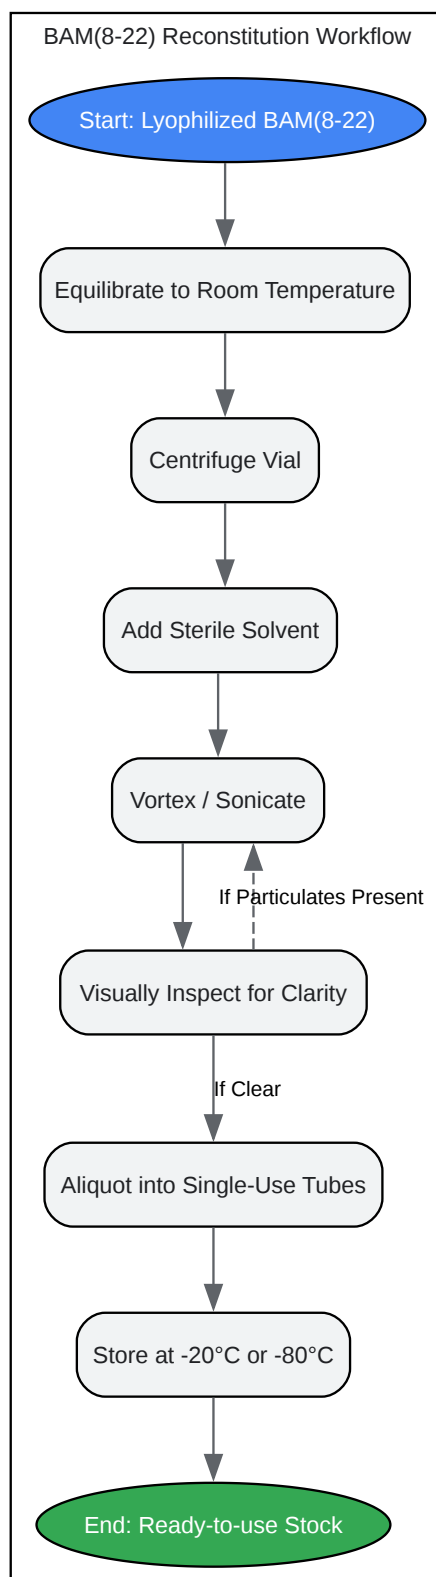 BAM(8-22) Reconstitution Workflow
Start: Lyophilized BAM(8-22)
Equilibrate to Room Temperature
Centrifuge Vial
Add Sterile Solvent
Vortex / Sonicate
If Particulates Present
Visually Inspect for Clarity
If Clear
Aliquot into Single-Use Tubes
Store at -20°C or -80°C
End: Ready-to-use Stock